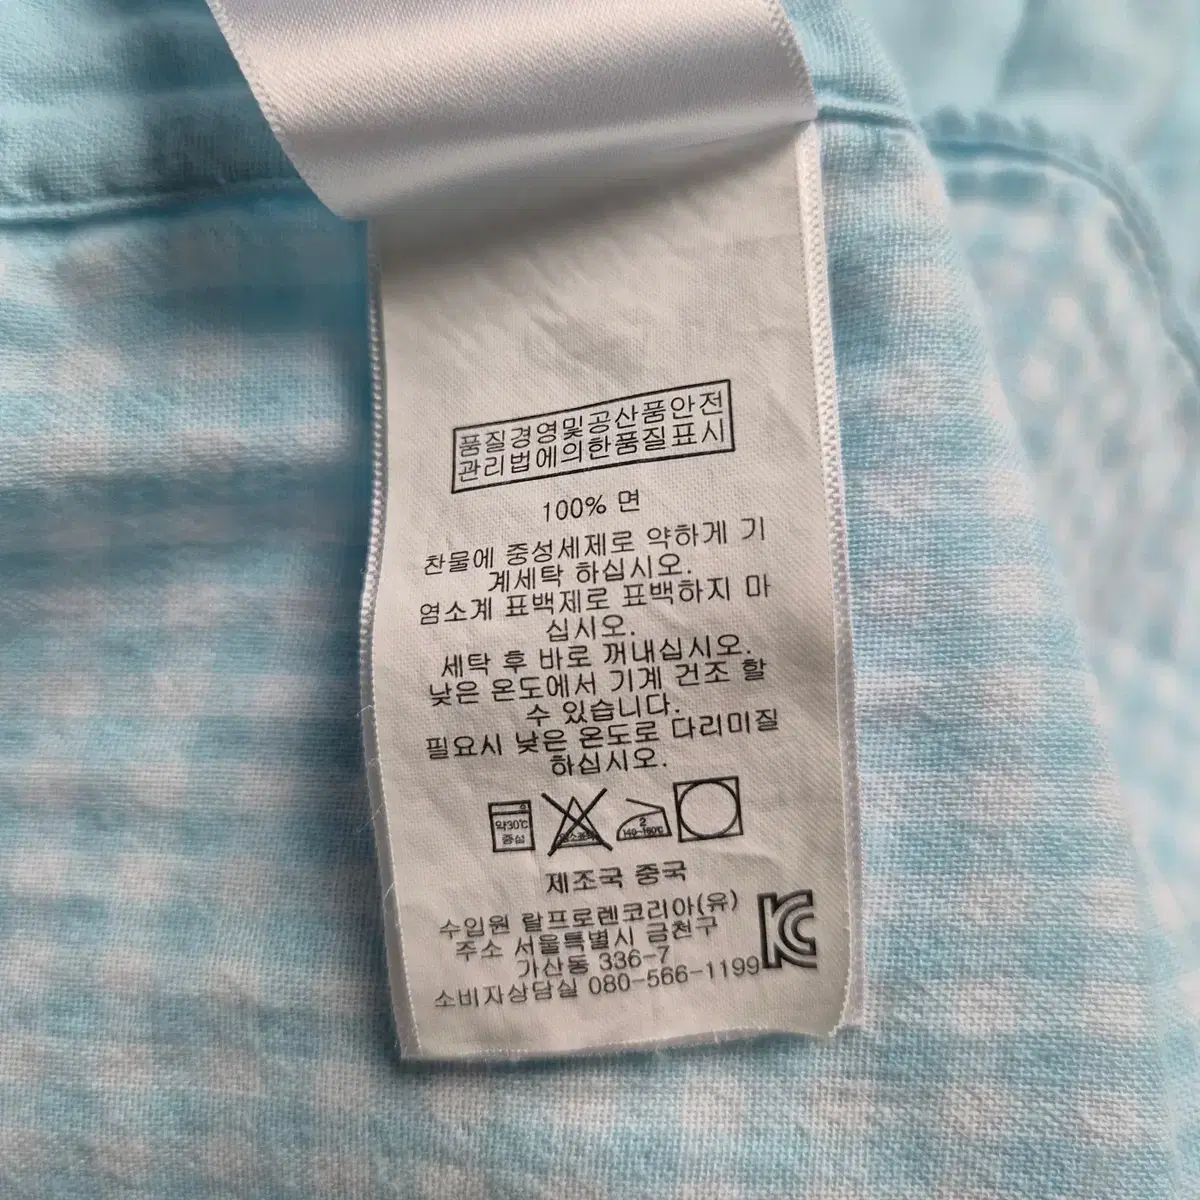 품질경영및공산품안전
관리법에의한품질표시
100% 면
찬물에 중성세제로 약하게 기
계세탁 하십시오.
염소계 표백제로 표백하지 마
십시오.
세탁 후 바로 꺼내십시오.
낮은 온도에서 기계 건조 할
수 있습니다.
필요시 낮은 온도로 다리미질
하십시오.
약30℃
중성
염소표백
2
140~160℃
제조국 중국
수입원 랄프로렌코리아(유)
주소 서울특별시 금천구
가산동 336-7
소비자상담실 080-566-1199